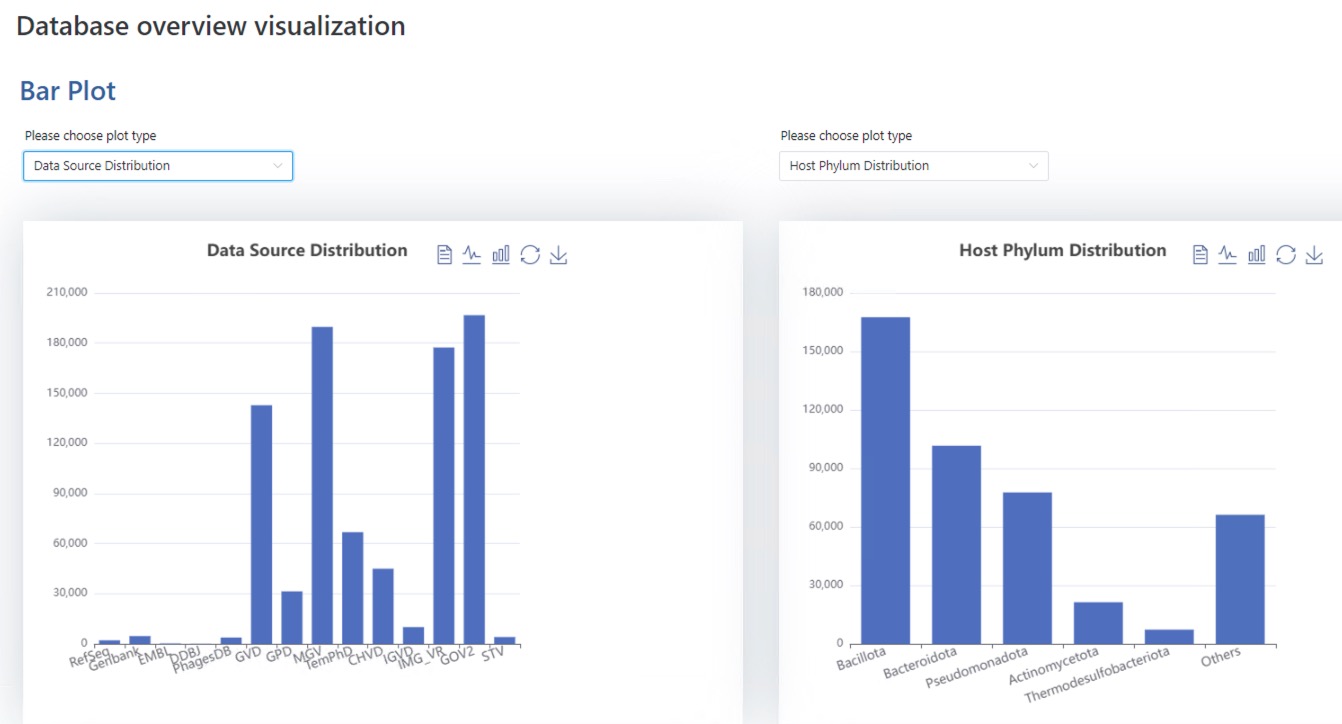 Database overview visualization
Bar Plot
Please choose plot type
Data Source Distribution
Please choose plot type
Host Phylum Distribution
Data Source Distribution
210,000
180,000
150,000
120,000
90,000
60,000
30,000
0
RefSeq
Genbank
EMBL
DDBJ
PhagesDB
GVD
GPD
MGV
TemPhD
CHVD
IGVD
IMG_VR
GOV2
STV
Host Phylum Distribution
180,000
150,000
120,000
90,000
60,000
30,000
0
Bacillota
Bacteroidota
Pseudomonadota
Actinomycetota
Thermodesulfobacteriota
Others